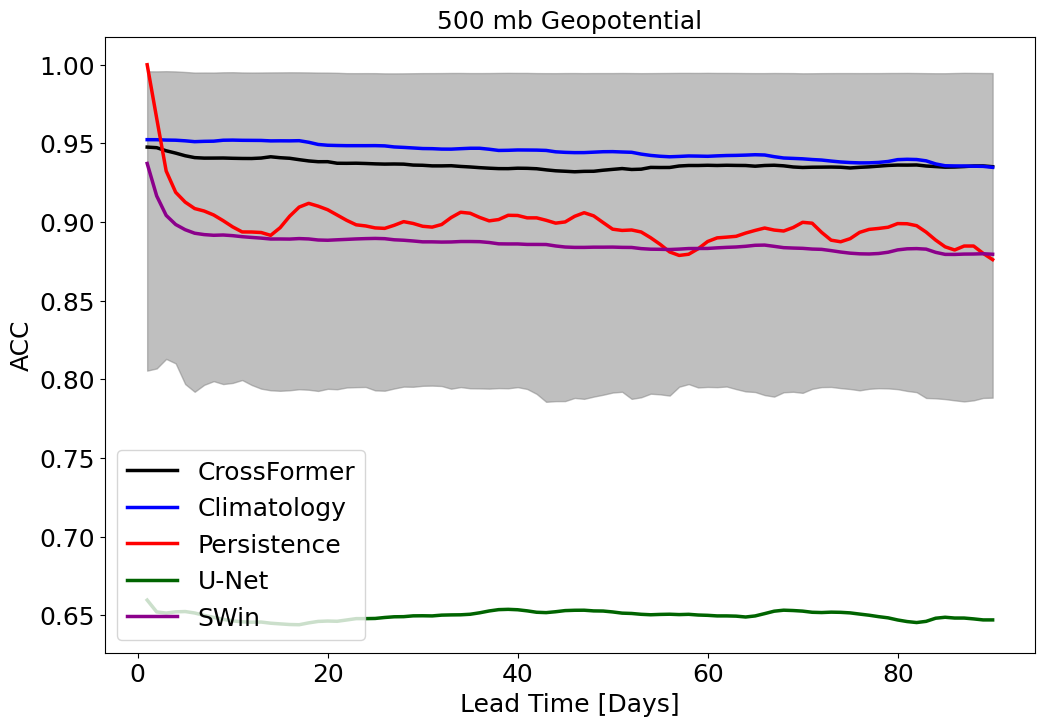 500 mb Geopotential
ACC
1.00
0.95
0.90
0.85
0.80
0.75
0.70
0.65
CrossFormer
Climatology
Persistence
U-Net
SWin
0 20 40 60 80
Lead Time [Days]